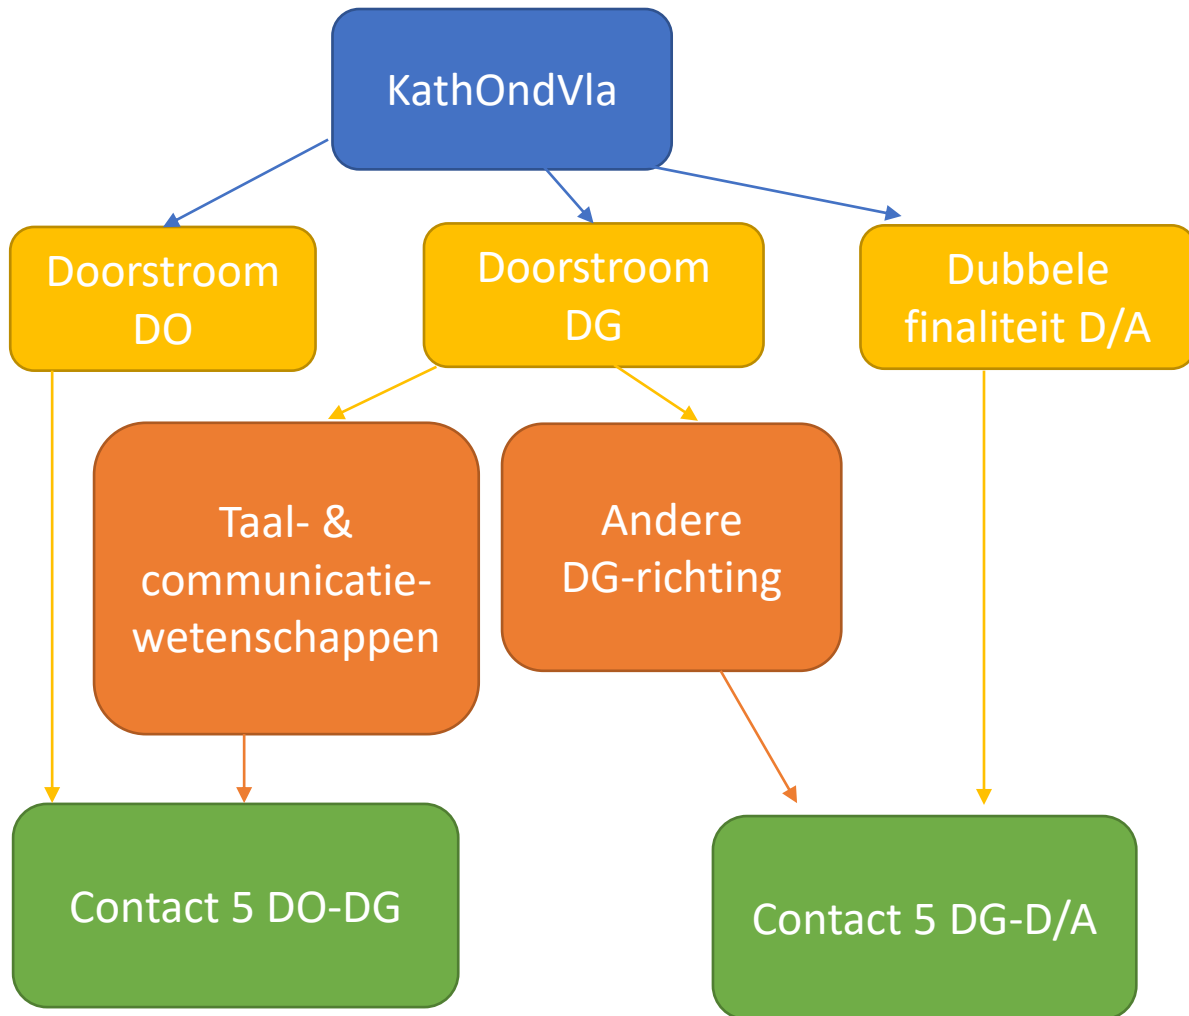 KathOndVla
Doorstroom
DO
Doorstroom
DG
Dubbele
finaliteit D/A
Taal- &
communicatie-
wetenschappen
Andere
DG-richting
Contact 5 DO-DG
Contact 5 DG-D/A